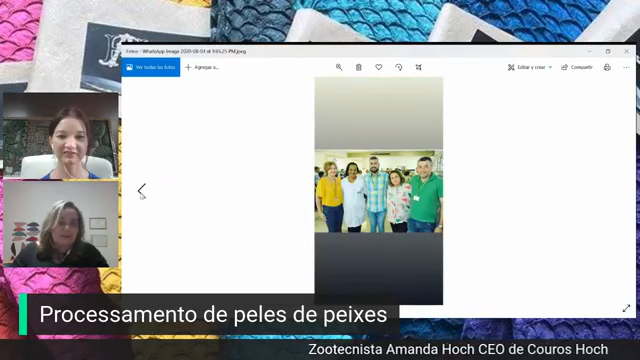 Fotos - WhatsApp Image 2020-08-04 at 9.05.25 PM.jpeg
Ver todas las fotos
Agregar a...
Editar y crear
Compartir
Processamento de peles de peixes
Zootecnista Amanda Hoch CEO de Couros Hoch